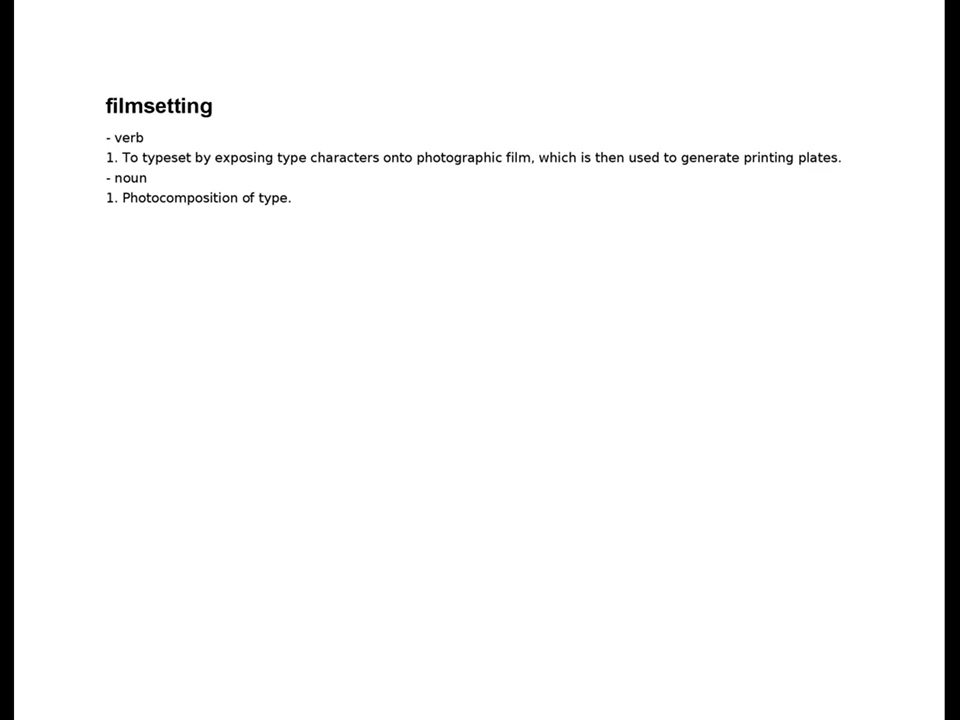 filmsetting
- verb
1. To typeset by exposing type characters onto photographic film, which is then used to generate printing plates.
- noun
1. Photocomposition of type.